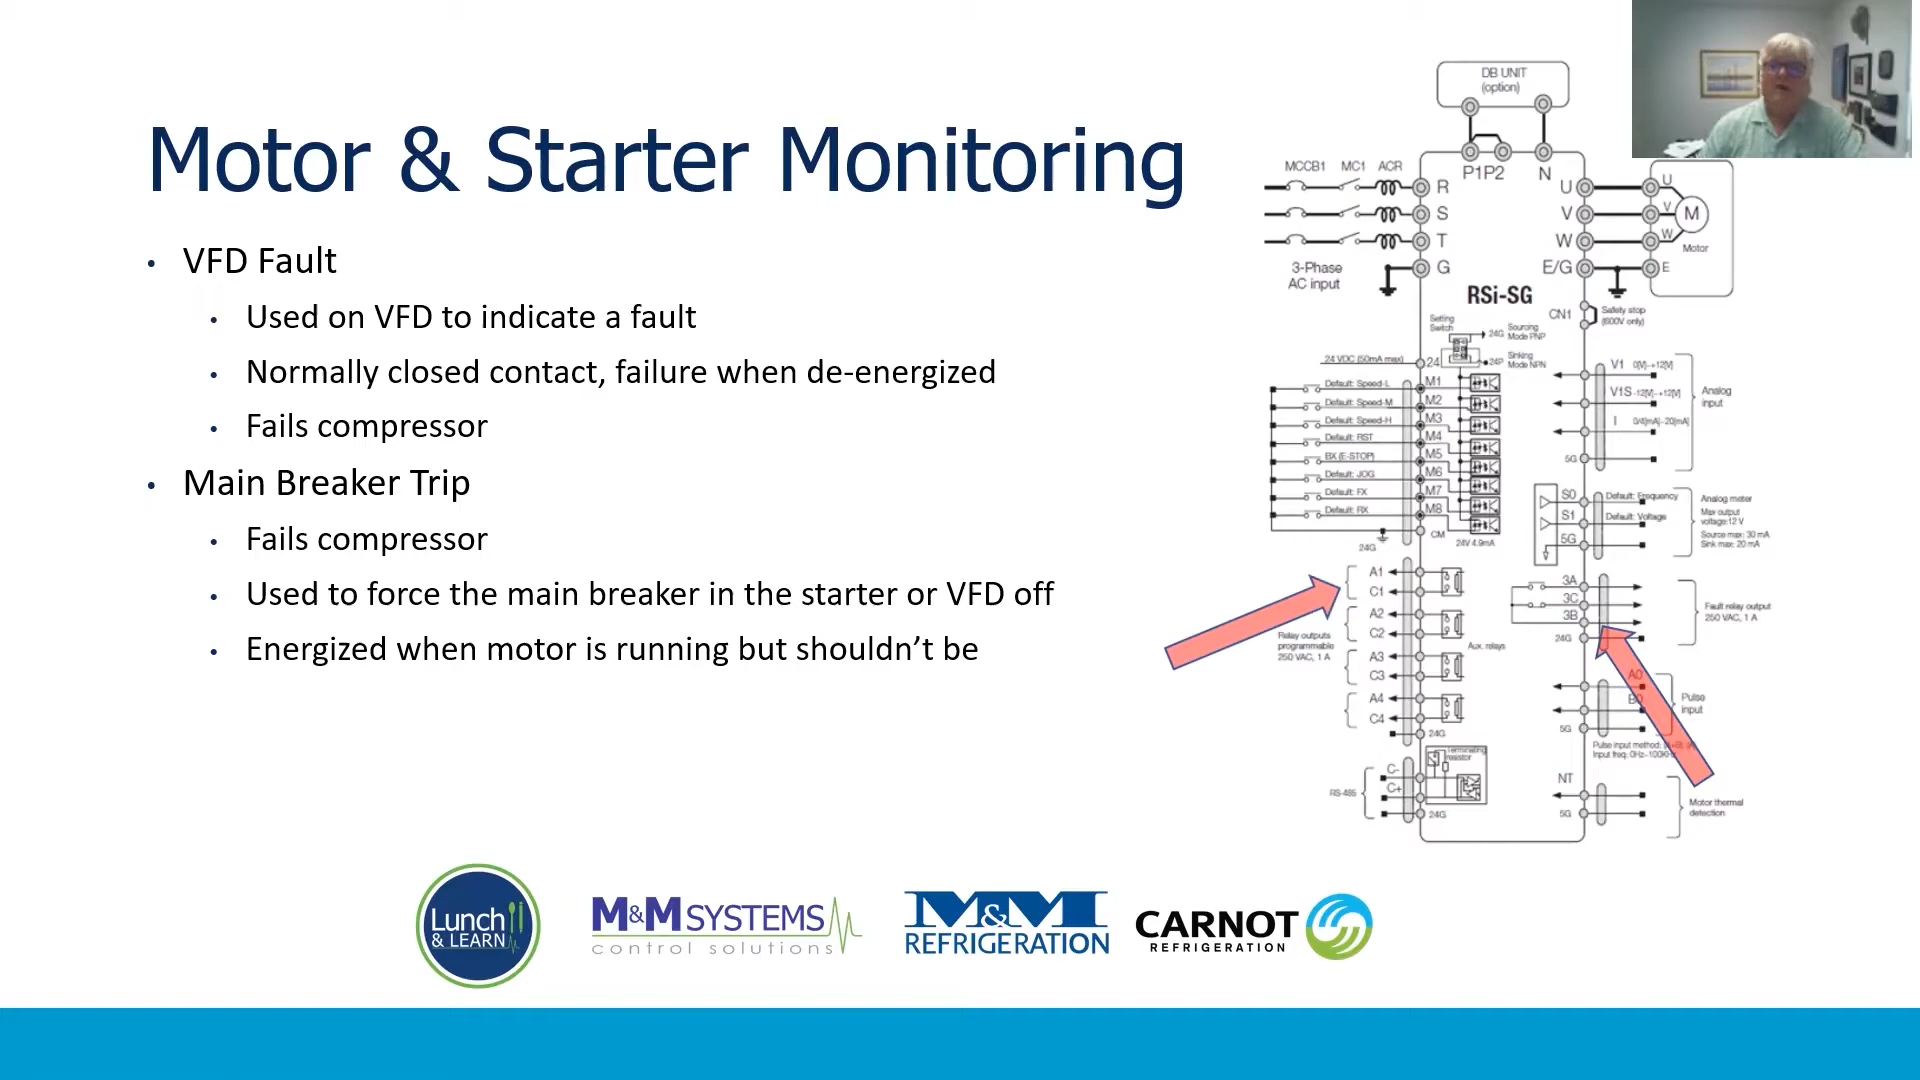 Motor & Starter Monitoring
• VFD Fault
• Used on VFD to indicate a fault
• Normally closed contact, failure when de-energized
• Fails compressor
• Main Breaker Trip
• Fails compressor
• Used to force the main breaker in the starter or VFD off
• Energized when motor is running but shouldn’t be
DB UNIT
(option)
MCCB1 MC1 ACR
P1P2 N
R
S
T
G
3-Phase
AC input
U
V
W
E/G
U
V
W
E
M
Motor
RSi-SG
CN1
Safety stop
(600V only)
Setting
Switch
24G
Sourcing
Mode PNP
24P
Sinking
Mode NPN
24 VDC (50mA max)
24
Default: Speed-L M1
Default: Speed-M M2
Default: Speed-H M3
Default: RST M4
BX (E-STOP) M5
Default: JOG M6
Default: FX M7
Default: RX M8
CM
24G
24V 4.9mA
V1 0[V]~+12[V]
V1S -12[V]~+12[V]
I 0/4[mA]~20[mA]
5G
Analog
input
S0 Default: Frequency
S1 Default: Voltage
5G
Analog meter
Max output
voltage:12 V
Source max: 30 mA
Sink max: 20 mA
A1
C1
A2
C2
A3
C3
A4
C4
24G
Relay outputs
programmable
250 VAC, 1 A
Aux. relays
3A
3C
3B
24G
Fault relay output
250 VAC, 1 A
A0
B0
5G
Pulse
input
Pulse input method:
Input freq: 0Hz~100kHz
NT
5G
Motor thermal
detection
Terminating
resistor
RS-485
C-
C+
24G
Lunch
& LEARN
M&M SYSTEMS
control solutions
M&M
REFRIGERATION
CARNOT
REFRIGERATION